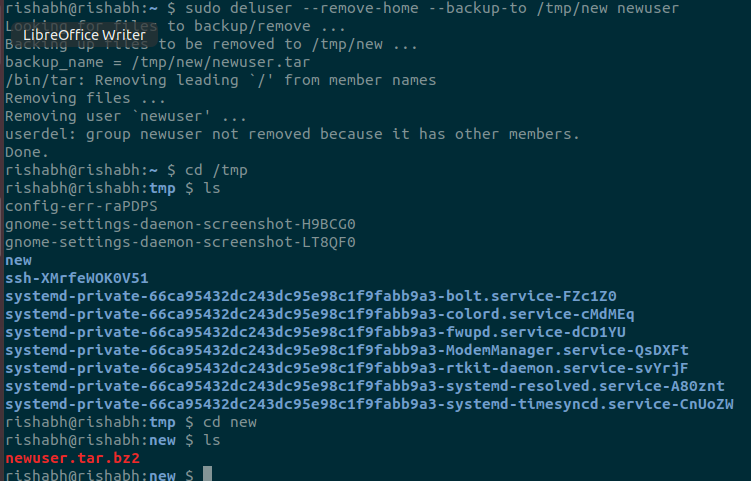 rishabh@rishabh:~ $ sudo deluser --remove-home --backup-to /tmp/new newuser
Looking for files to backup/remove ...
LibreOffice Writer
Backing up files to be removed to /tmp/new ...
backup_name = /tmp/new/newuser.tar
/bin/tar: Removing leading `/' from member names
Removing files ...
Removing user `newuser' ...
userdel: group newuser not removed because it has other members.
Done.
rishabh@rishabh:~ $ cd /tmp
rishabh@rishabh:tmp $ ls
config-err-raPDPS
gnome-settings-daemon-screenshot-H9BCG0
gnome-settings-daemon-screenshot-LT8QF0
new
ssh-XMrfeWOK0V51
systemd-private-66ca95432dc243dc95e98c1f9fabb9a3-bolt.service-FZc1Z0
systemd-private-66ca95432dc243dc95e98c1f9fabb9a3-colord.service-cMdMEq
systemd-private-66ca95432dc243dc95e98c1f9fabb9a3-fwupd.service-dCD1YU
systemd-private-66ca95432dc243dc95e98c1f9fabb9a3-ModemManager.service-QsDXFt
systemd-private-66ca95432dc243dc95e98c1f9fabb9a3-rtkit-daemon.service-svYrjF
systemd-private-66ca95432dc243dc95e98c1f9fabb9a3-systemd-resolved.service-A8Oznt
systemd-private-66ca95432dc243dc95e98c1f9fabb9a3-systemd-timesyncd.service-CnUoZW
rishabh@rishabh:tmp $ cd new
rishabh@rishabh:new $ ls
newuser.tar.bz2
rishabh@rishabh:new $